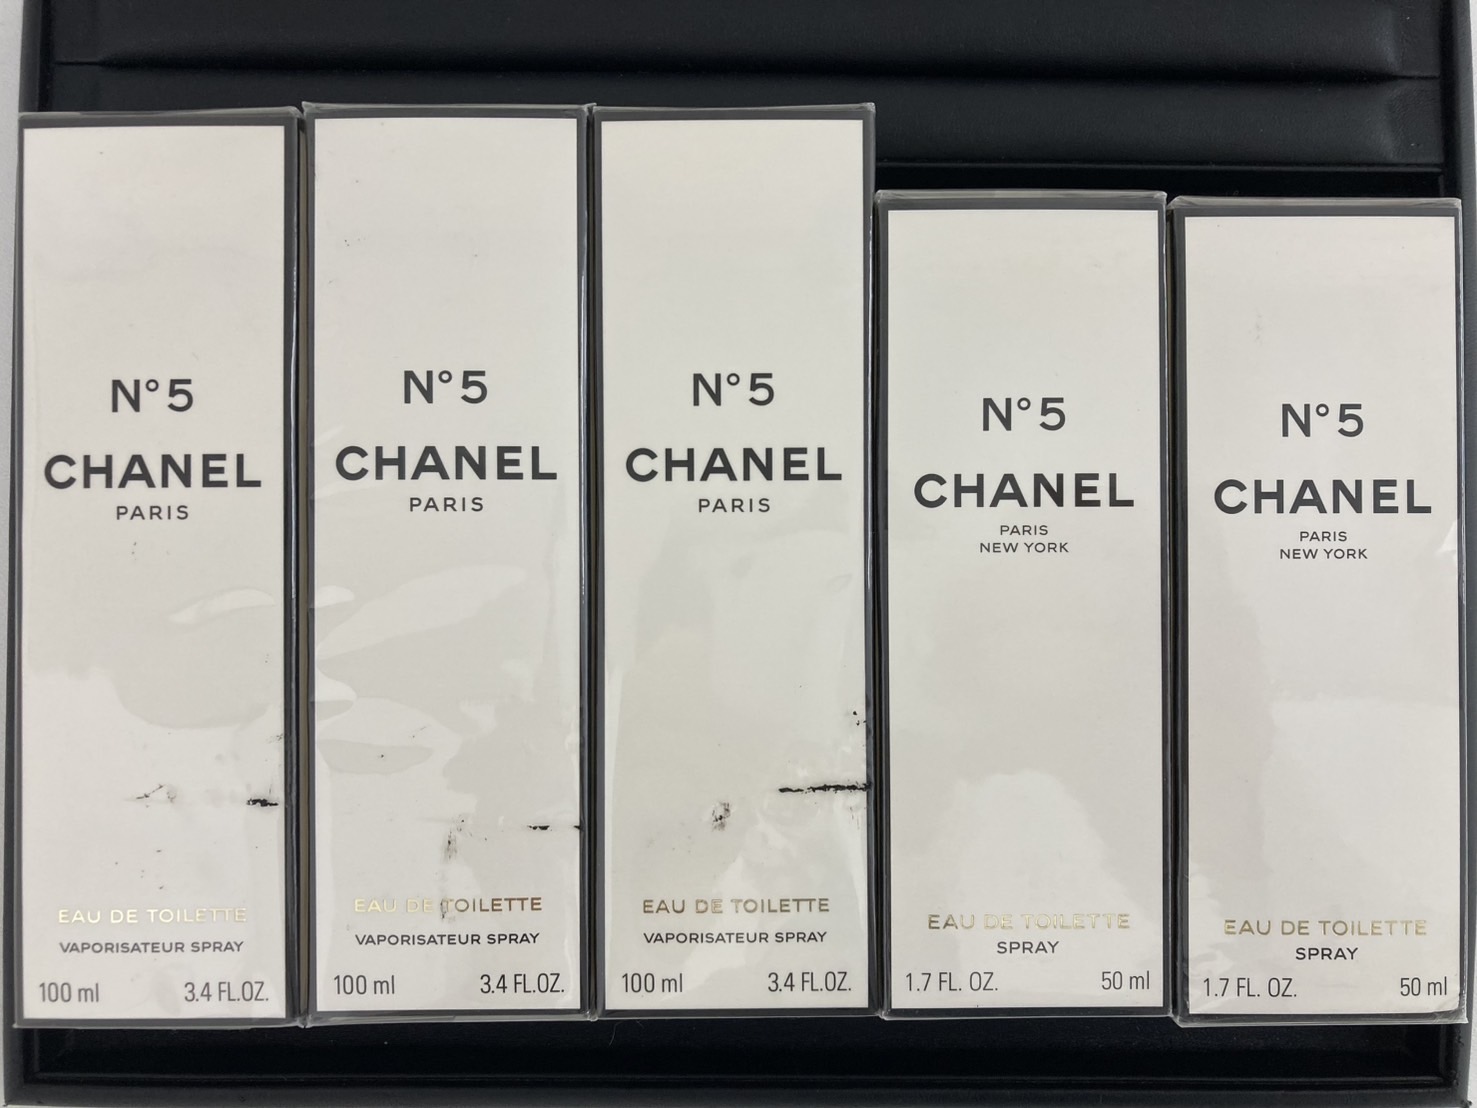 N°5
CHANEL
PARIS
EAU DE TOILETTE
VAPORISATEUR SPRAY
100 ml 3.4 FL.OZ.
N°5
CHANEL
PARIS
EAU DE TOILETTE
VAPORISATEUR SPRAY
100 ml 3.4 FL.OZ.
N°5
CHANEL
PARIS
EAU DE TOILETTE
VAPORISATEUR SPRAY
100 ml 3.4 FL.OZ.
N°5
CHANEL
PARIS
NEW YORK
EAU DE TOILETTE
SPRAY
1.7 FL. OZ. 50 ml
N°5
CHANEL
PARIS
NEW YORK
EAU DE TOILETTE
SPRAY
1.7 FL. OZ. 50 ml